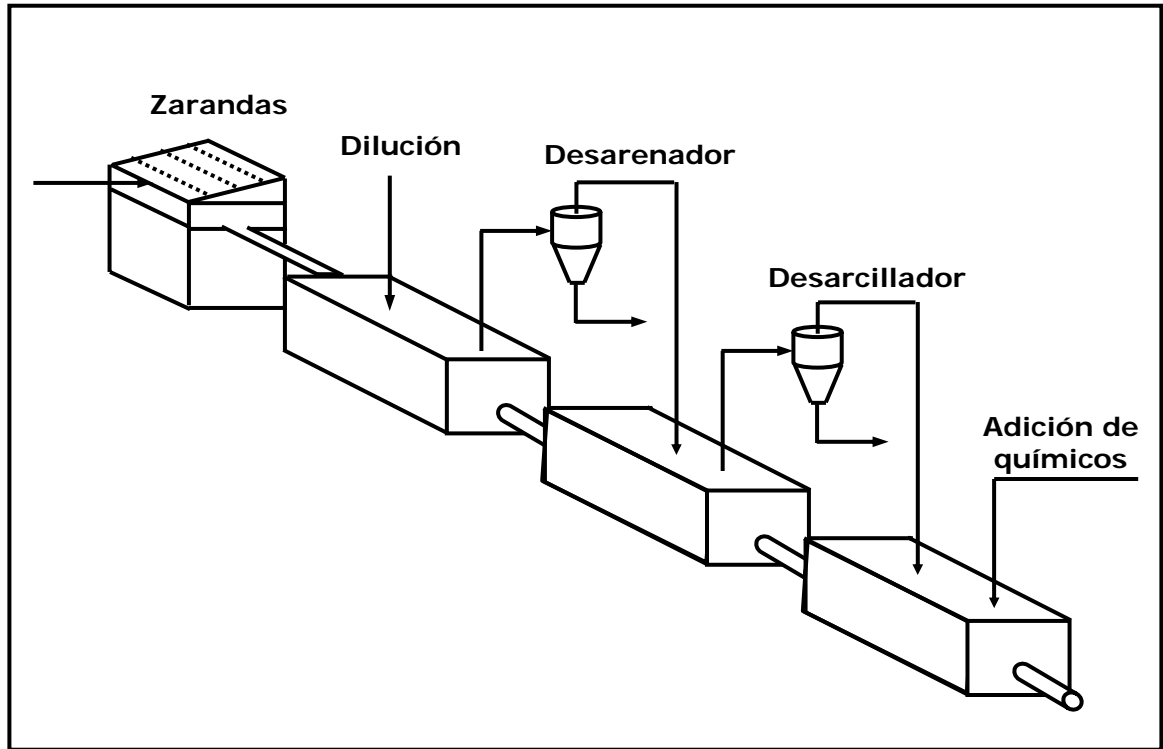 Zarandas
Dilución
Desarenador
Desarcillador
Adición de
químicos